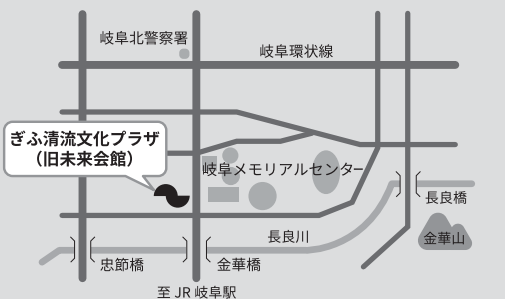 岐阜北警察署
岐阜環状線
ぎふ清流文化プラザ
（旧未来会館）
岐阜メモリアルセンター
長良橋
金華山
長良川
忠節橋
金華橋
至 JR 岐阜駅